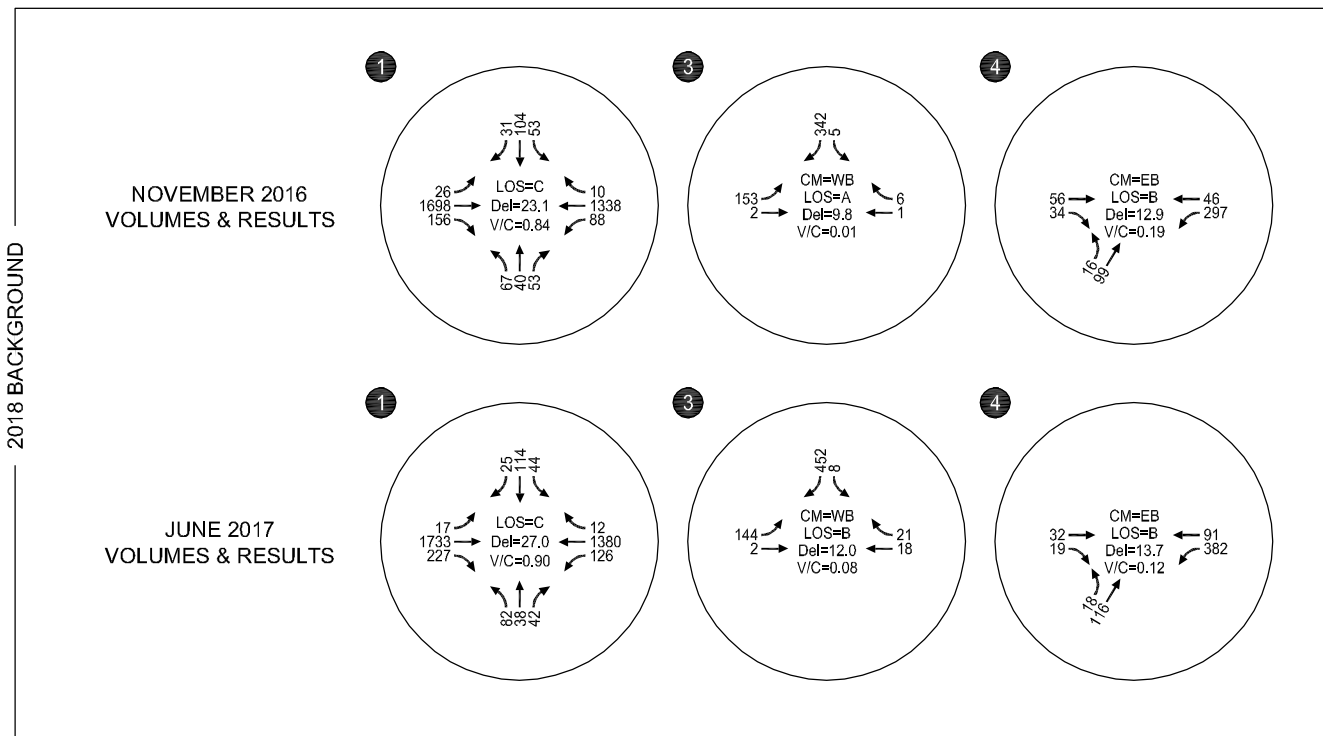 2018 BACKGROUND
NOVEMBER 2016
VOLUMES & RESULTS
1
31
104
53
26
1698
156
LOS=C
Del=23.1
V/C=0.84
10
1338
88
67
40
53
3
342
5
153
2
CM=WB
LOS=A
Del=9.8
V/C=0.01
6
1
4
56
34
CM=EB
LOS=B
Del=12.9
V/C=0.19
46
297
16
99
JUNE 2017
VOLUMES & RESULTS
1
25
114
44
17
1733
227
LOS=C
Del=27.0
V/C=0.90
12
1380
126
82
38
42
3
452
8
144
2
CM=WB
LOS=B
Del=12.0
V/C=0.08
21
18
4
32
19
CM=EB
LOS=B
Del=13.7
V/C=0.12
91
382
18
116